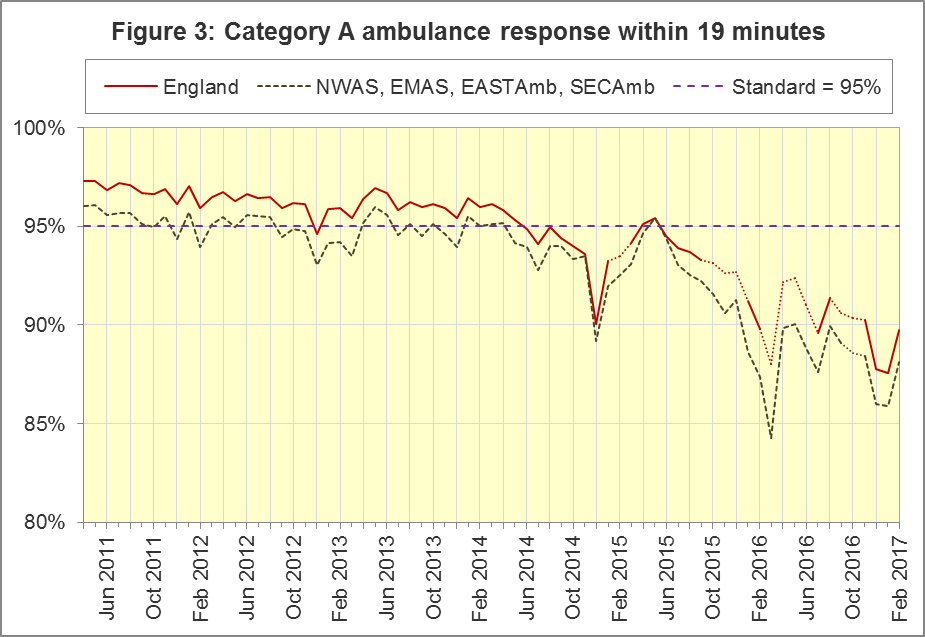 Figure 3: Category A ambulance response within 19 minutes
England NWAS, EMAS, EASTAmb, SECAmb Standard = 95%
100%
95%
90%
85%
80%
Jun 2011
Oct 2011
Feb 2012
Jun 2012
Oct 2012
Feb 2013
Jun 2013
Oct 2013
Feb 2014
Jun 2014
Oct 2014
Feb 2015
Jun 2015
Oct 2015
Feb 2016
Jun 2016
Oct 2016
Feb 2017